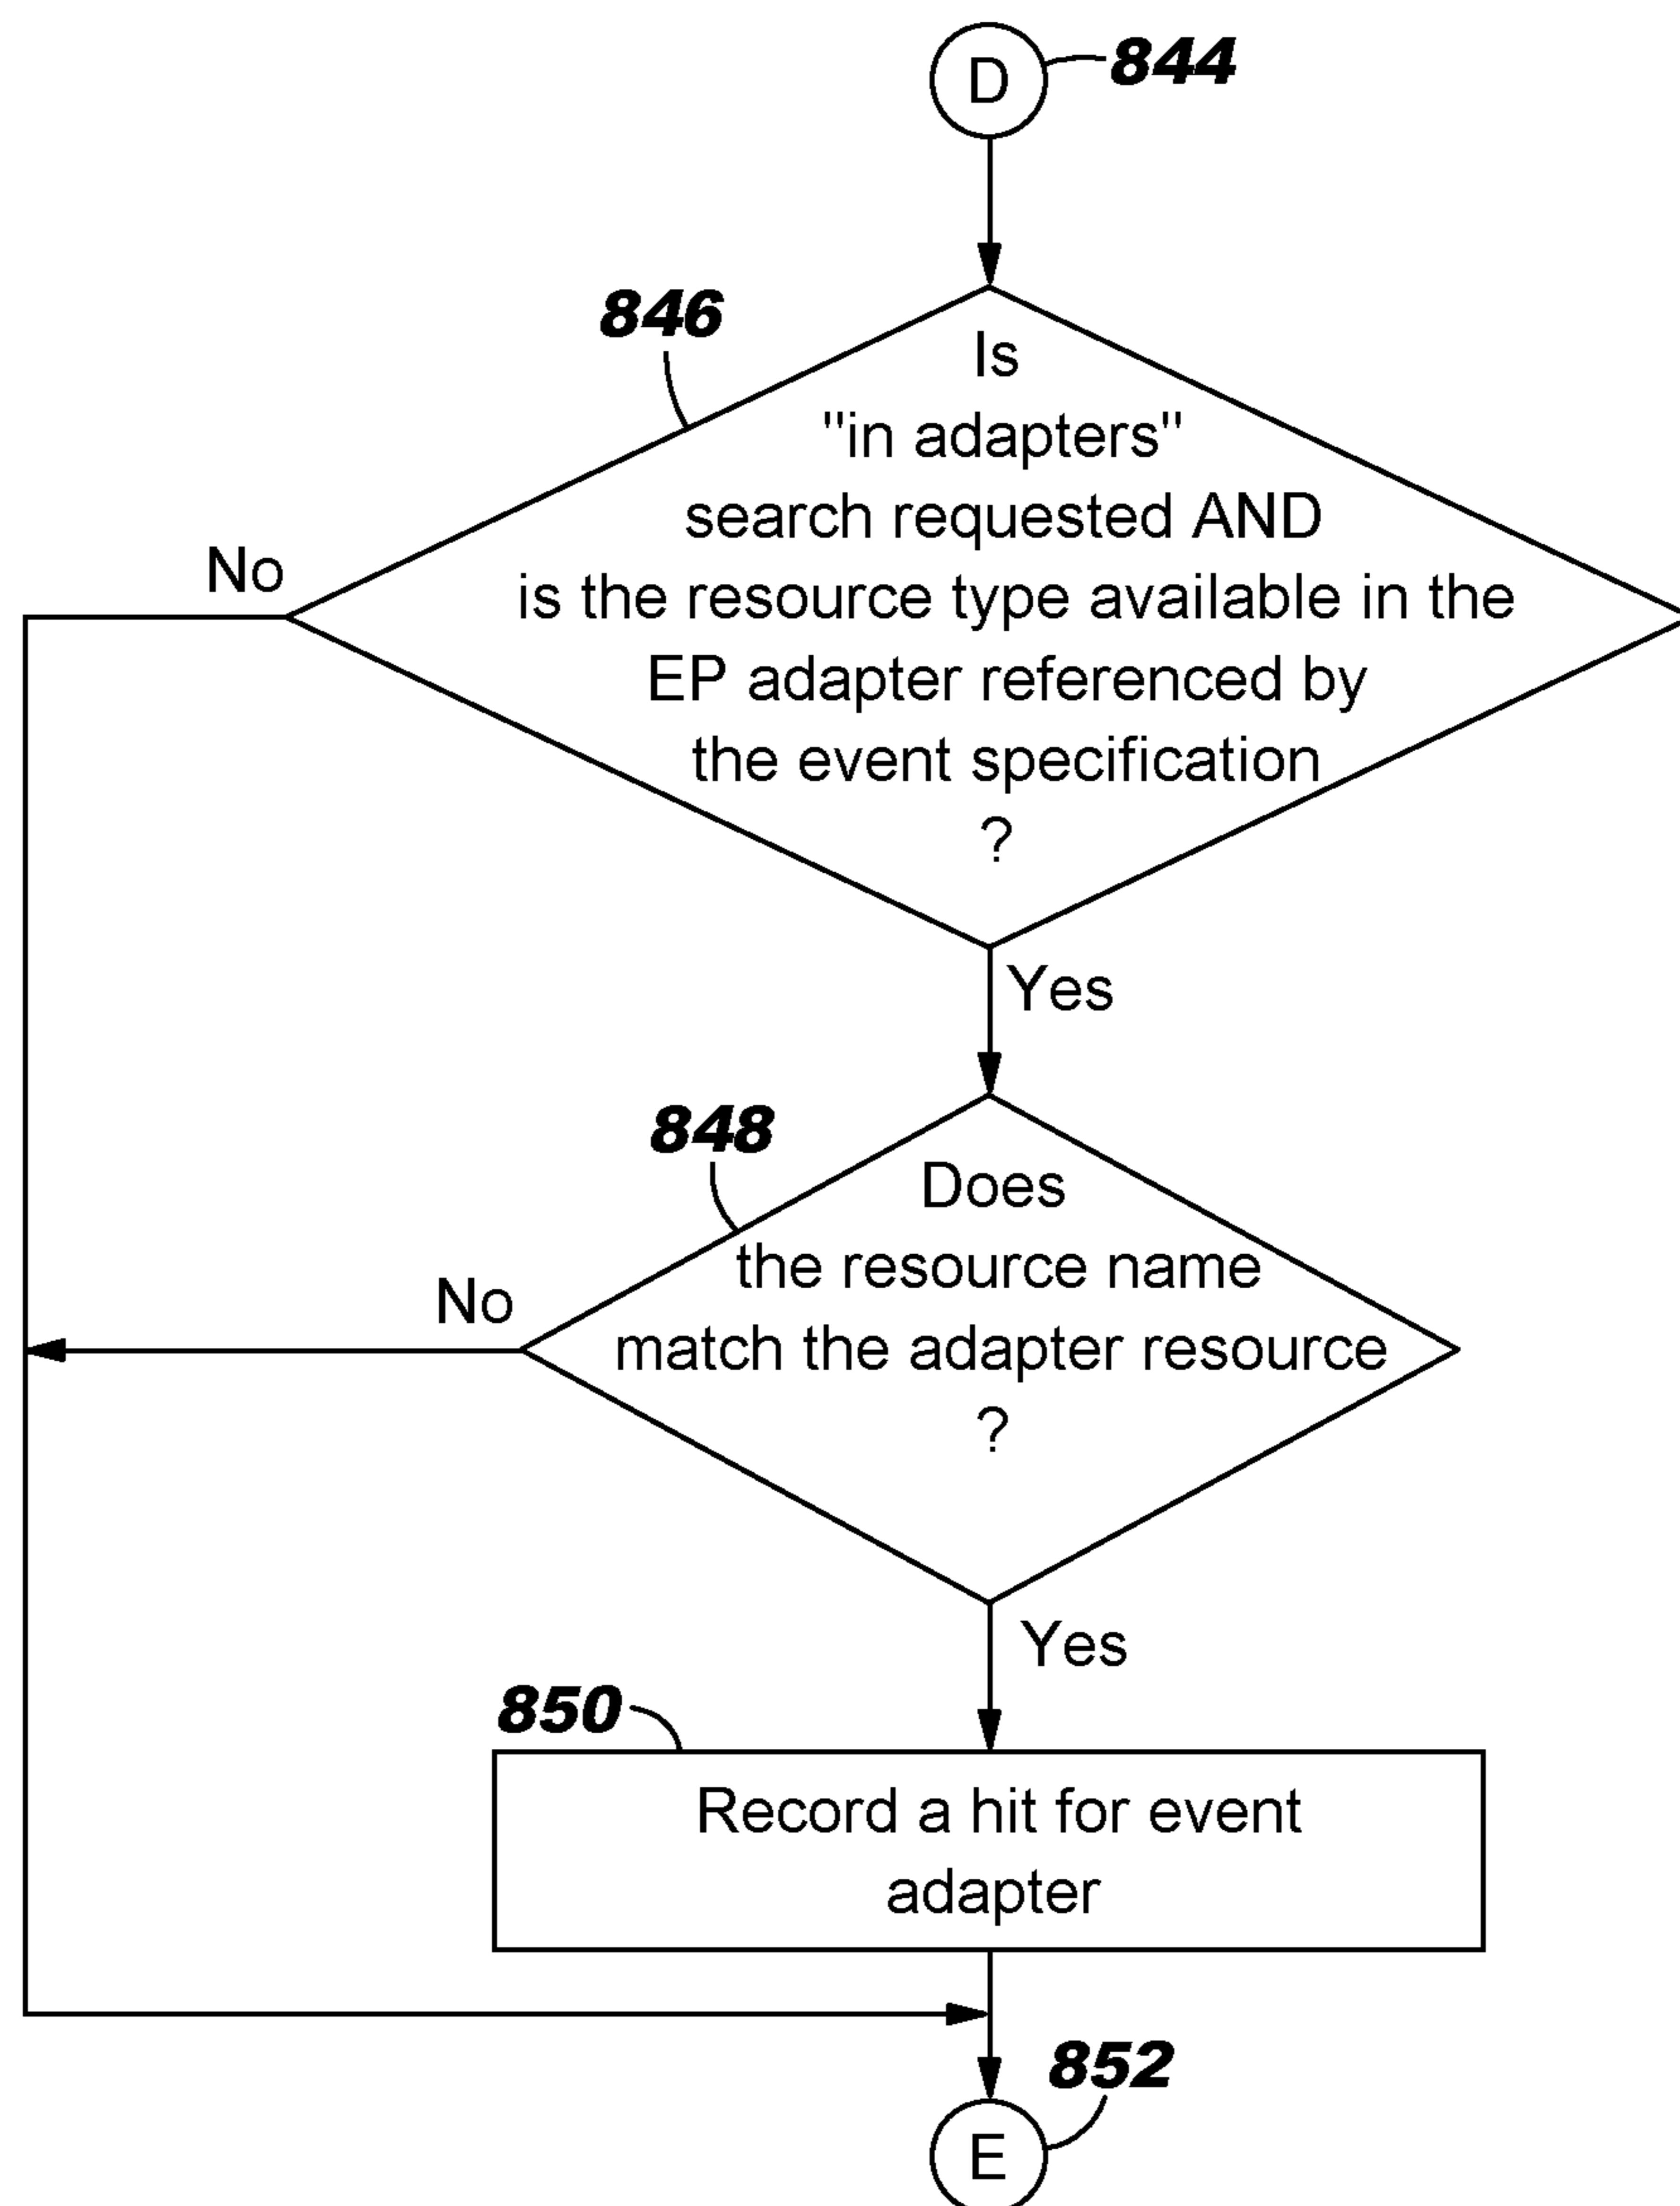 D
844
846
Is
"in adapters"
search requested AND
is the resource type available in the
EP adapter referenced by
the event specification
?
No
Yes
848
Does
the resource name
match the adapter resource
?
No
Yes
850
Record a hit for event
adapter
852
E